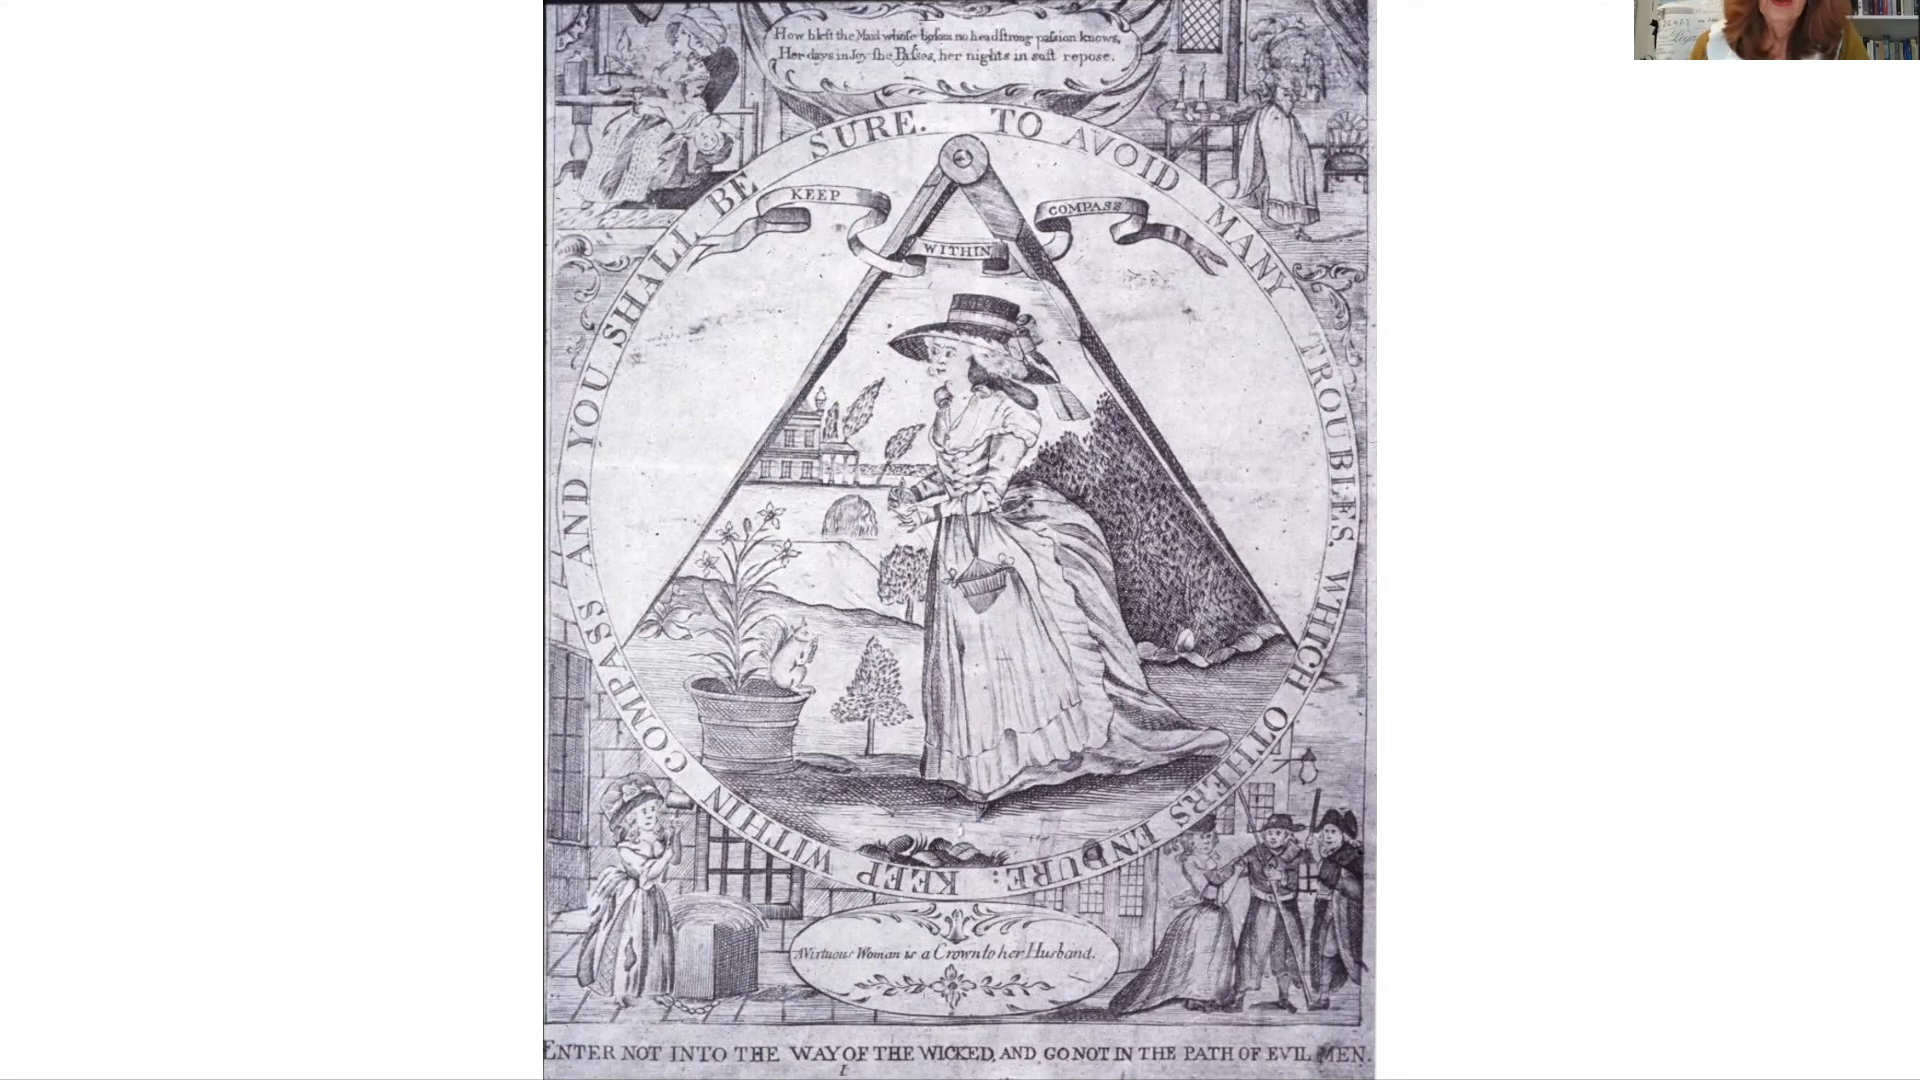 How blest the Maid whose bosom no headstrong passion knows,
Her days in Joy she Passes, her nights in soft repose.
KEEP WITHIN COMPASS
TO AVOID MANY TROUBLES WHICH OTHERS ENDURE: KEEP WITHIN COMPASS AND YOU SHALL BE SURE.
A Virtuous Woman is a Crown to her Husband.
ENTER NOT INTO THE WAY OF THE WICKED, AND GO NOT IN THE PATH OF EVIL MEN.